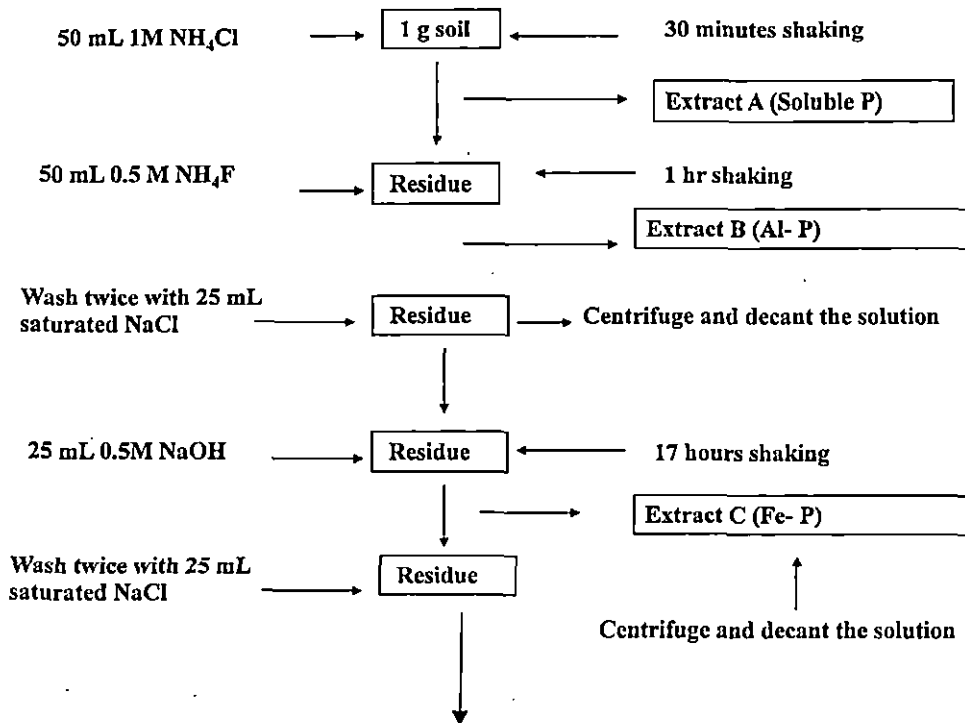 50 mL 1M NH₄Cl
1 g soil
30 minutes shaking
Extract A (Soluble P)
50 mL 0.5 M NH₄F
Residue
1 hr shaking
Extract B (Al- P)
Wash twice with 25 mL
saturated NaCl
Residue
Centrifuge and decant the solution
25 mL 0.5M NaOH
Residue
17 hours shaking
Extract C (Fe- P)
Wash twice with 25 mL
saturated NaCl
Residue
Centrifuge and decant the solution